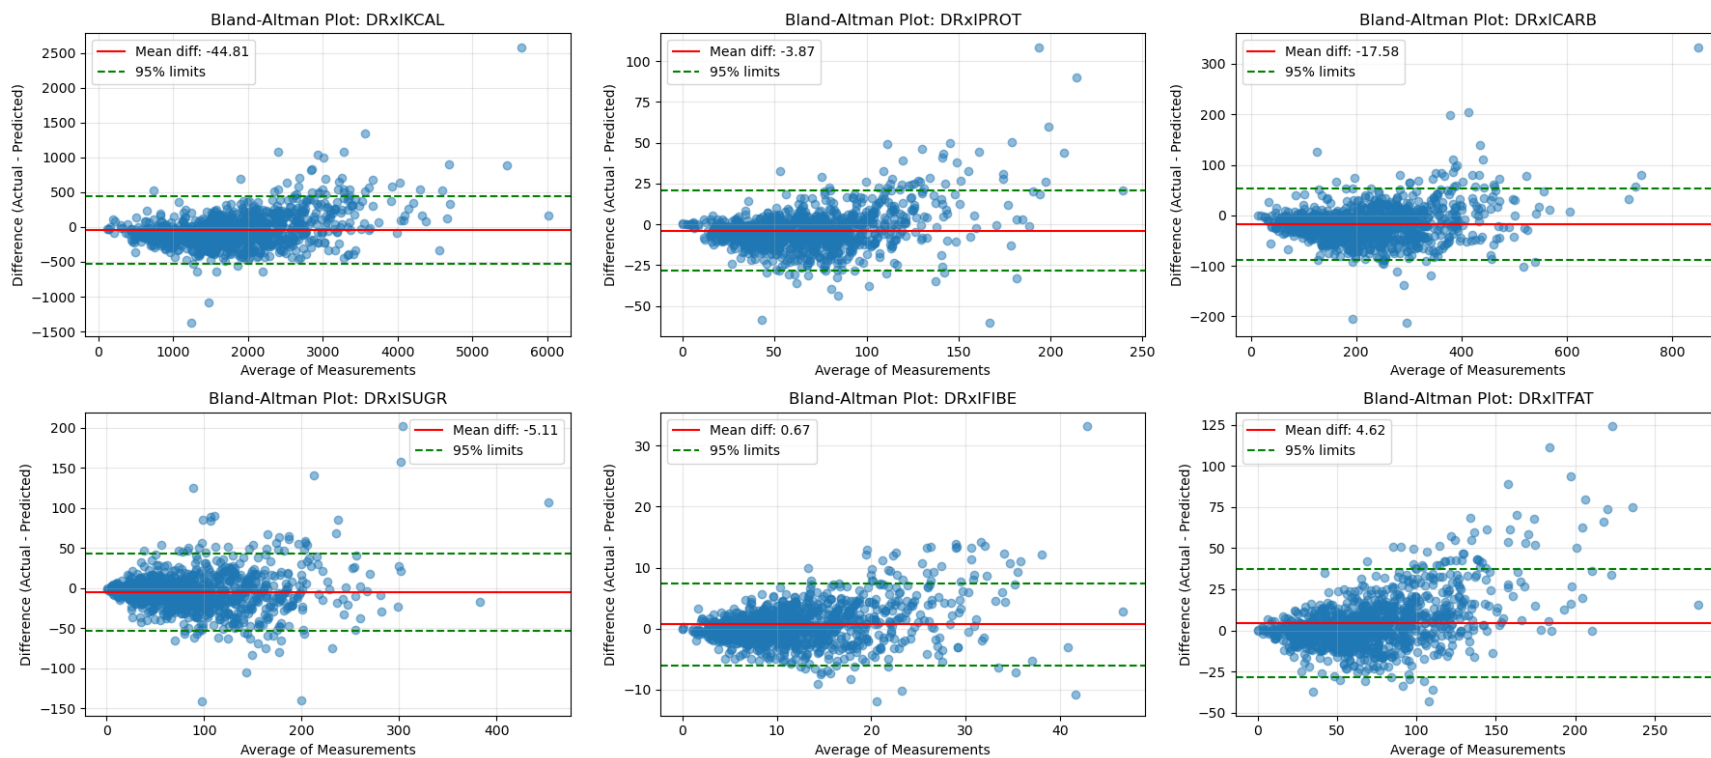 Bland-Altman Plot: DRxIKCAL
Difference (Actual - Predicted)
2500
2000
1500
1000
500
0
−500
−1000
−1500
Mean diff: -44.81
95% limits
0 1000 2000 3000 4000 5000 6000
Average of Measurements
Bland-Altman Plot: DRxIPROT
Difference (Actual - Predicted)
100
75
50
25
0
−25
−50
Mean diff: -3.87
95% limits
0 50 100 150 200 250
Average of Measurements
Bland-Altman Plot: DRxICARB
Difference (Actual - Predicted)
300
200
100
0
−100
−200
Mean diff: -17.58
95% limits
0 200 400 600 800
Average of Measurements
Bland-Altman Plot: DRxISUGR
Difference (Actual - Predicted)
200
150
100
50
0
−50
−100
−150
Mean diff: -5.11
95% limits
0 100 200 300 400
Average of Measurements
Bland-Altman Plot: DRxIFIBE
Difference (Actual - Predicted)
30
20
10
0
−10
Mean diff: 0.67
95% limits
0 10 20 30 40
Average of Measurements
Bland-Altman Plot: DRxITFAT
Difference (Actual - Predicted)
125
100
75
50
25
0
−25
−50
Mean diff: 4.62
95% limits
0 50 100 150 200 250
Average of Measurements